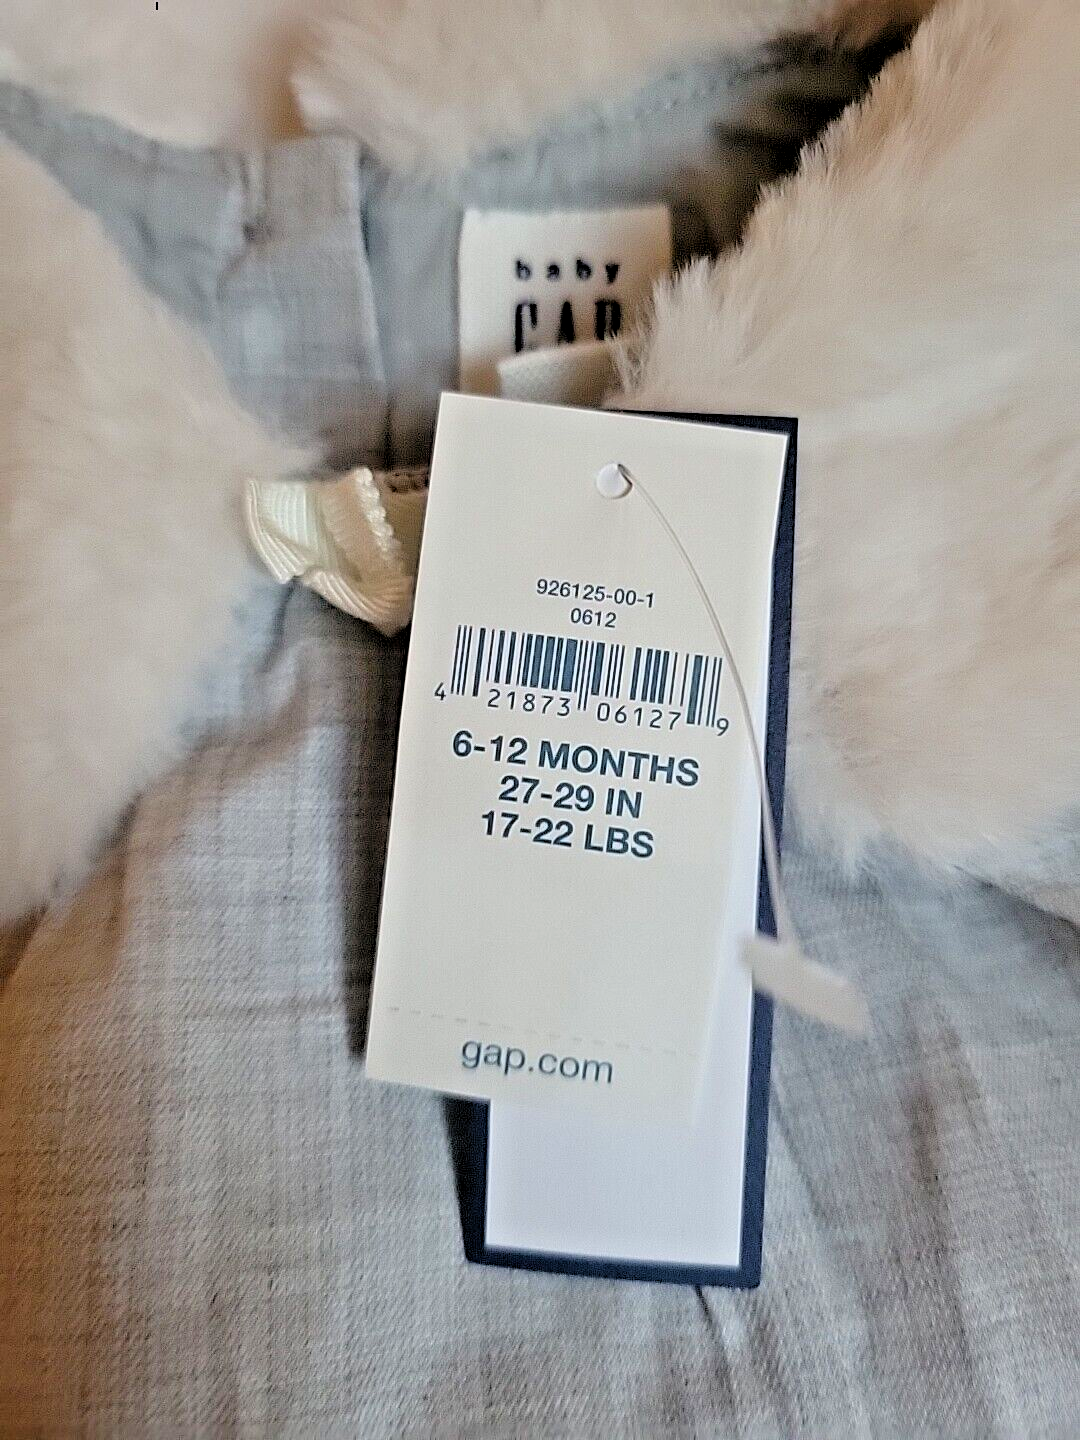 baby
GAP
926125-00-1
0612
4 21873 06127 9
6-12 MONTHS
27-29 IN
17-22 LBS
gap.com